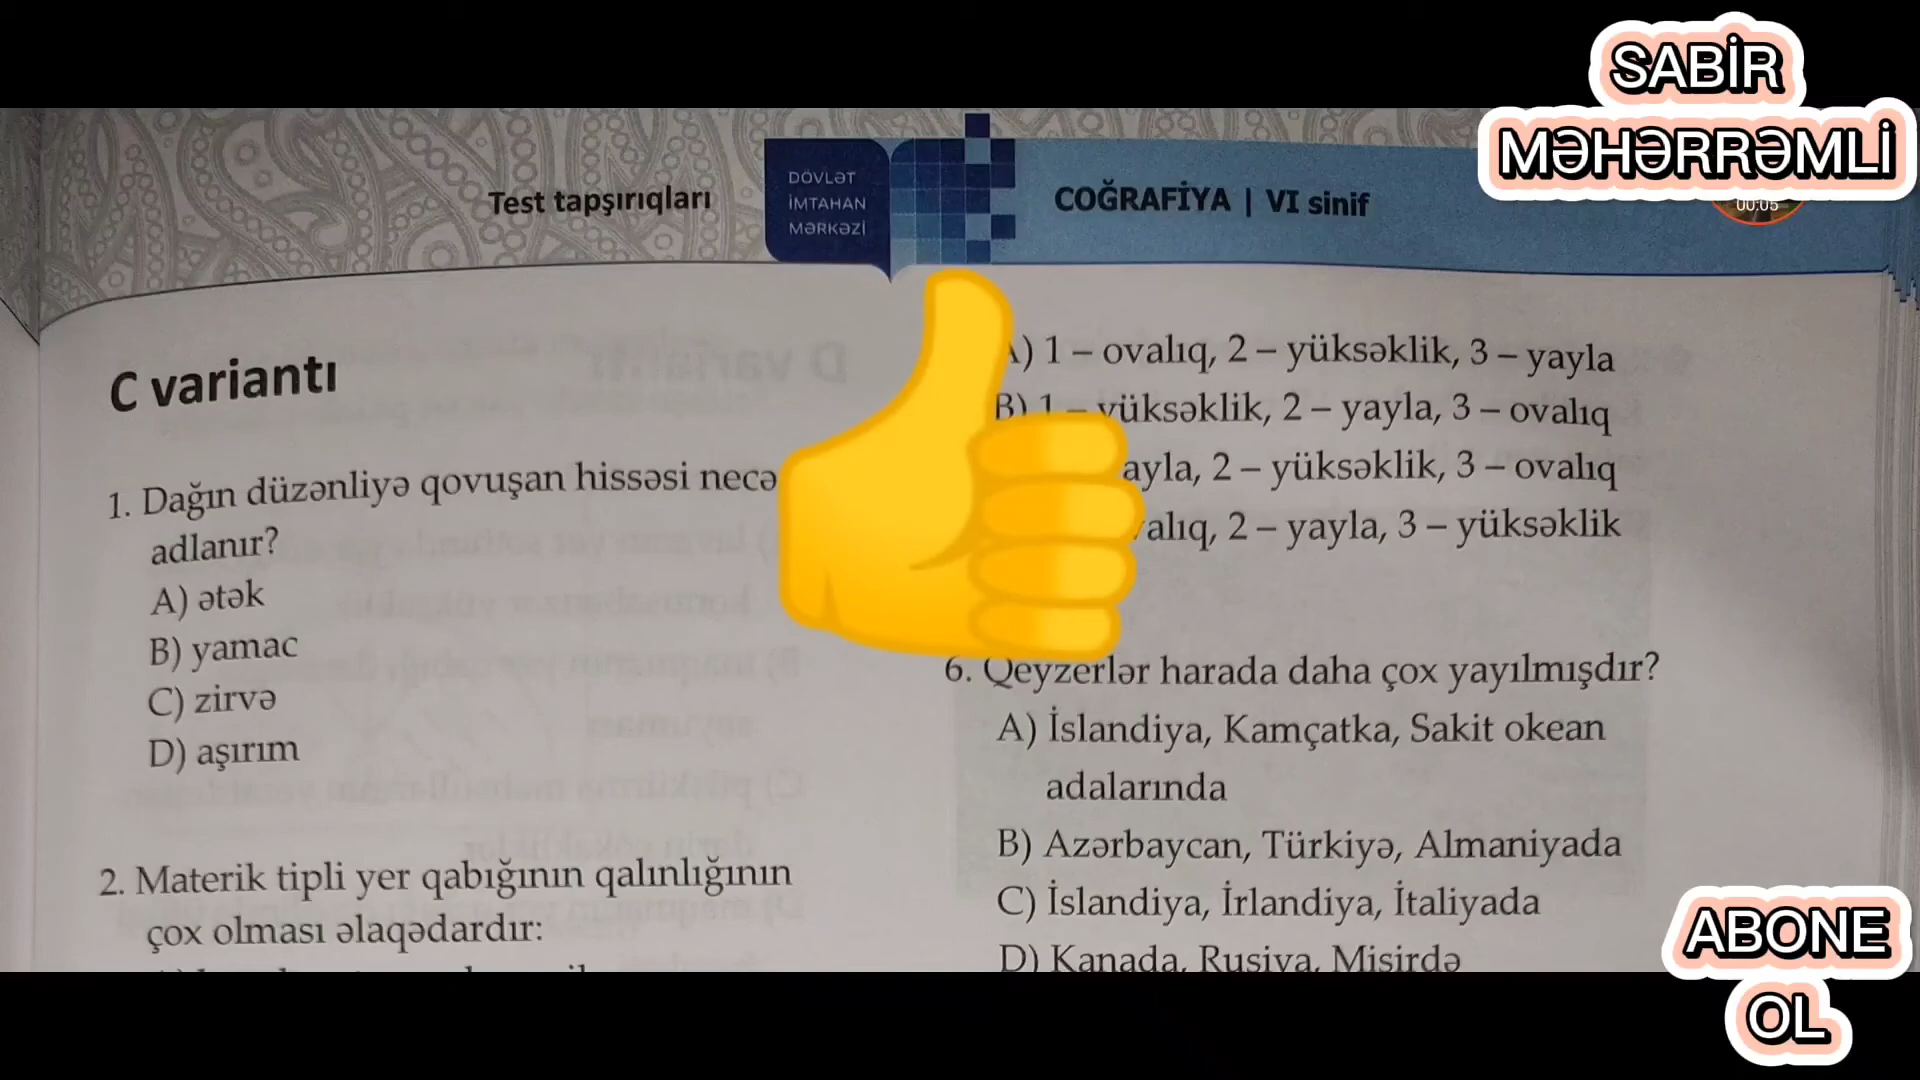 SABİR
MƏHƏRRƏMLİ
00:05
Test tapşırıqları
DÖVLƏT
İMTAHAN
MƏRKƏZİ
COĞRAFİYA | VI sinif
C variantı
1. Dağın düzənliyə qovuşan hissəsi necə
adlanır?
A) ətək
B) yamac
C) zirvə
D) aşırım
2. Materik tipli yer qabığının qalınlığının
çox olması əlaqədardır:
A) 1 – ovalıq, 2 – yüksəklik, 3 – yayla
B) 1 – yüksəklik, 2 – yayla, 3 – ovalıq
ayla, 2 – yüksəklik, 3 – ovalıq
alıq, 2 – yayla, 3 – yüksəklik
6. Qeyzerlər harada daha çox yayılmışdır?
A) İslandiya, Kamçatka, Sakit okean
adalarında
B) Azərbaycan, Türkiyə, Almaniyada
C) İslandiya, İrlandiya, İtaliyada
D) Kanada, Rusiya, Misirdə
ABONE
OL